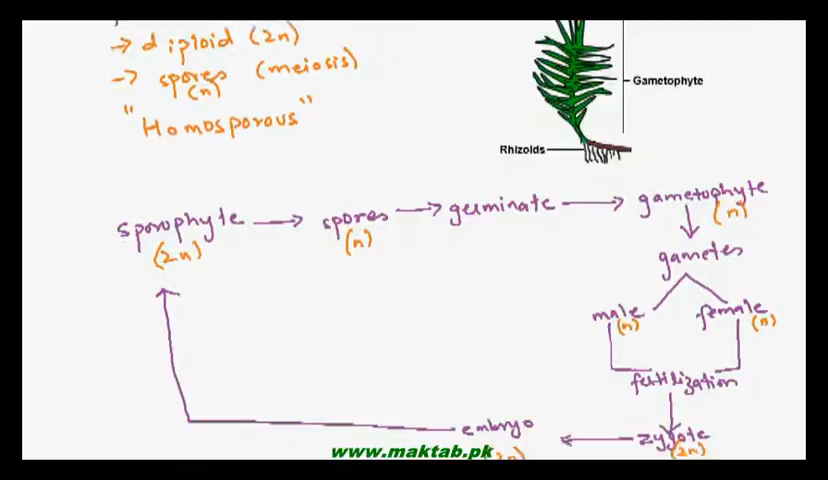 → diploid (2n)
→ spores (meiosis)
(n)
"Homosporous"
Gametophyte
Rhizoids
sporophyte → spores → germinate → gametophyte
(2n) (n) (n)
gametes
male female
(n) (n)
fertilization
embryo ← zygote
(2n)
www.maktab.pk